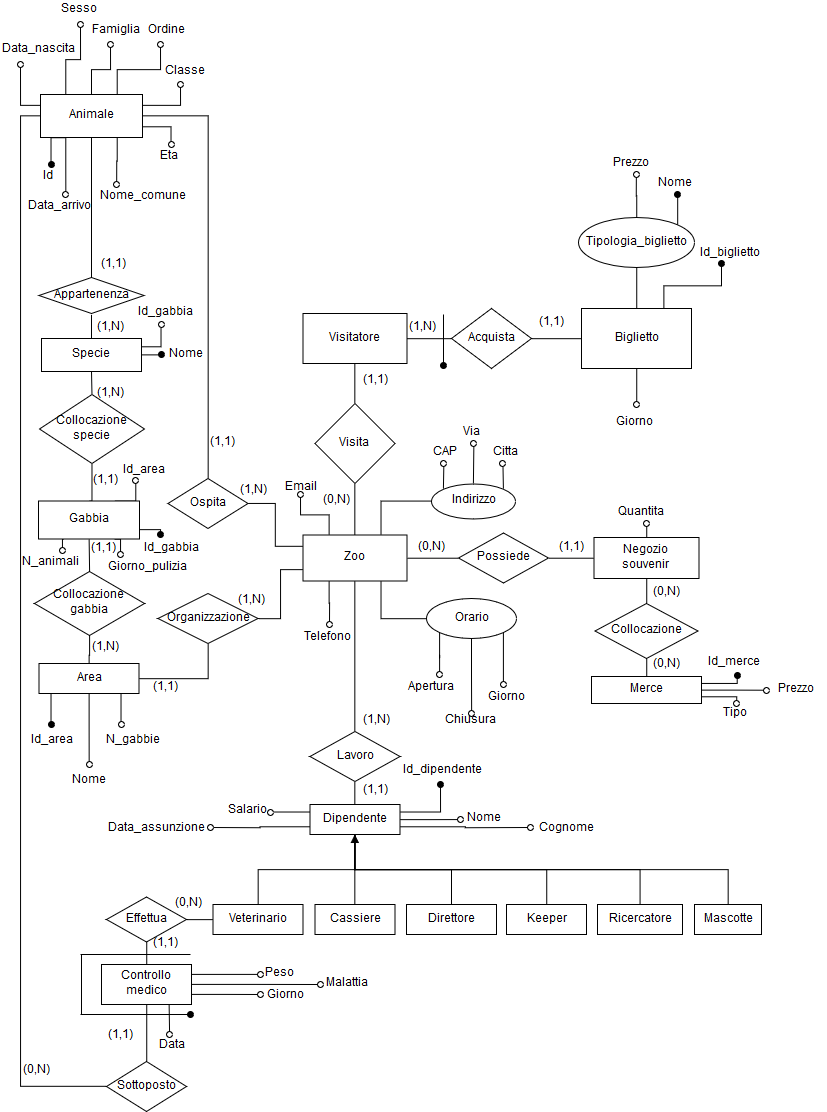 Sesso
Famiglia
Ordine
Data_nascita
Classe
Animale
Eta
Id
Data_arrivo
Nome_comune
Prezzo
Nome
Tipologia_biglietto
Id_biglietto
(1,1)
Appartenenza
(1,N)
Id_gabbia
Specie
Nome
Visitatore
(1,N)
Acquista
(1,1)
Biglietto
(1,1)
Giorno
(1,N)
Collocazione
specie
(1,1)
Visita
Via
CAP
Citta
Indirizzo
(1,1)
Id_area
Ospita
(1,N)
Email
(0,N)
Quantita
Gabbia
Id_gabbia
(1,1)
N_animali
Giorno_pulizia
Zoo
(0,N)
Possiede
(1,1)
Negozio
souvenir
Collocazione
gabbia
(1,N)
Organizzazione
Telefono
Orario
(0,N)
Collocazione
(0,N)
(1,N)
Area
(1,1)
Apertura
Giorno
Chiusura
Id_merce
Merce
Prezzo
Tipo
Id_area
N_gabbie
Nome
(1,N)
Lavoro
(1,1)
Id_dipendente
Salario
Dipendente
Nome
Data_assunzione
Cognome
(0,N)
Effettua
Veterinario
Cassiere
Direttore
Keeper
Ricercatore
Mascotte
(1,1)
Controllo
medico
Peso
Malattia
Giorno
(1,1)
Data
(0,N)
Sottoposto